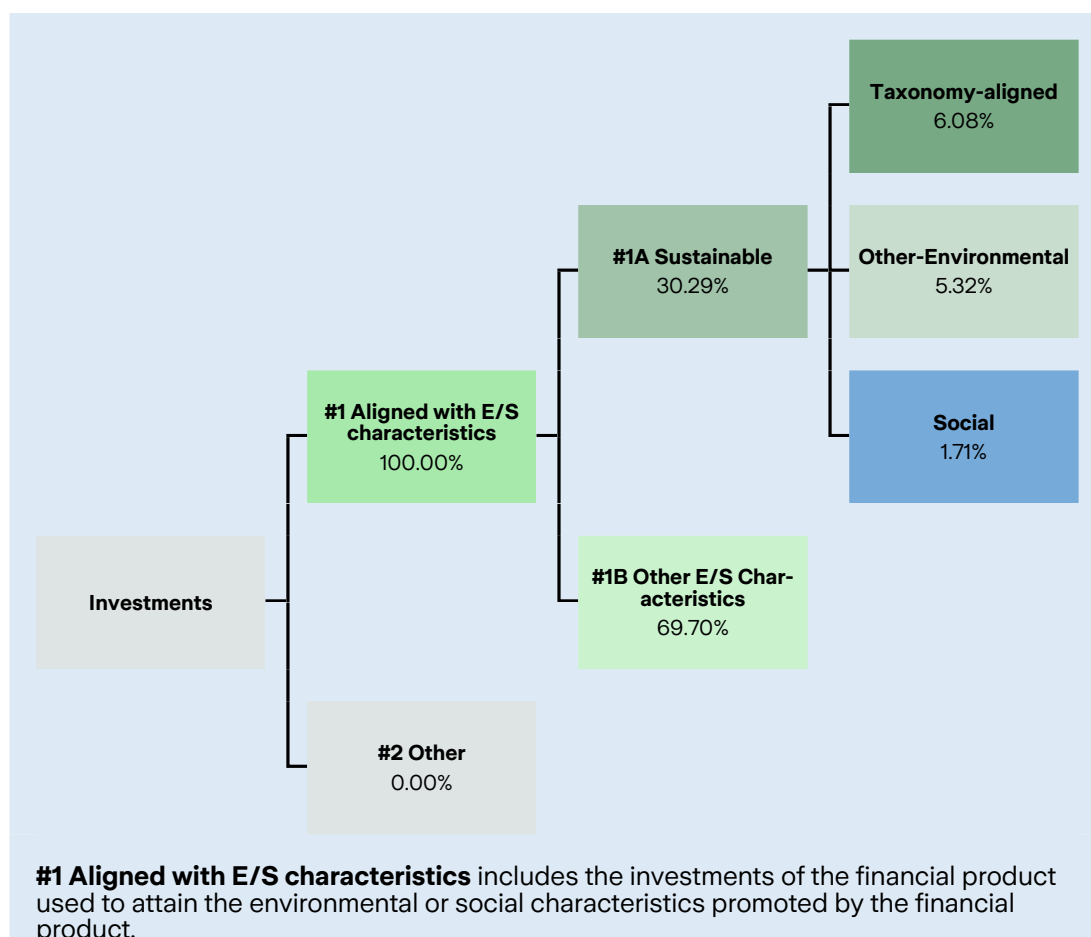 Taxonomy-aligned
6.08%
#1A Sustainable
30.29%
Other-Environmental
5.32%
#1 Aligned with E/S
characteristics
100.00%
Social
1.71%
Investments
#1B Other E/S Char-
acteristics
69.70%
#2 Other
0.00%
#1 Aligned with E/S characteristics includes the investments of the financial product
used to attain the environmental or social characteristics promoted by the financial
product.